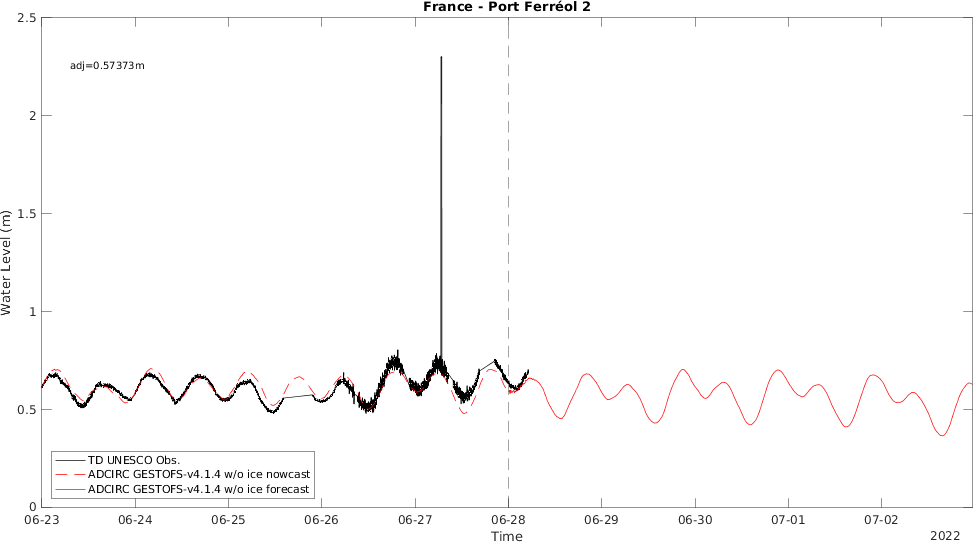 France - Port Ferréol 2
2.5
adj=0.57373m
2
1.5
Water Level (m)
1
0.5
TD UNESCO Obs.
ADCIRC GESTOFS-v4.1.4 w/o ice nowcast
ADCIRC GESTOFS-v4.1.4 w/o ice forecast
0
06-23 06-24 06-25 06-26 06-27 06-28 06-29 06-30 07-01 07-02
Time
2022